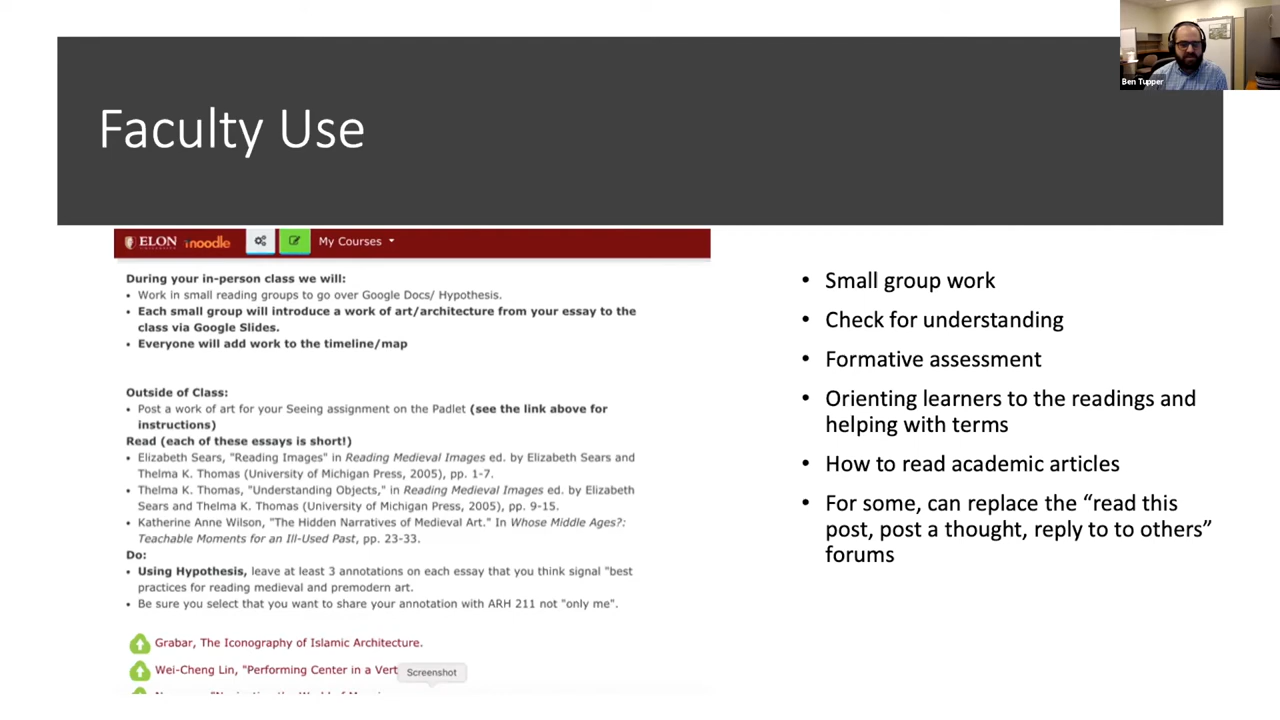 Ben Tupper
Faculty Use
ELON moodle My Courses
During your in-person class we will:
• Work in small reading groups to go over Google Docs/ Hypothesis.
• Each small group will introduce a work of art/architecture from your essay to the
class via Google Slides.
• Everyone will add work to the timeline/map
Outside of Class:
• Post a work of art for your Seeing assignment on the Padlet (see the link above for
instructions)
Read (each of these essays is short!)
• Elizabeth Sears, "Reading Images" in Reading Medieval Images ed. by Elizabeth Sears and
Thelma K. Thomas (University of Michigan Press, 2005), pp. 1-7.
• Thelma K. Thomas, "Understanding Objects," in Reading Medieval Images ed. by Elizabeth
Sears and Thelma K. Thomas (University of Michigan Press, 2005), pp. 9-15.
• Katherine Anne Wilson, "The Hidden Narratives of Medieval Art." In Whose Middle Ages?:
Teachable Moments for an Ill-Used Past, pp. 23-33.
Do:
• Using Hypothesis, leave at least 3 annotations on each essay that you think signal "best
practices for reading medieval and premodern art.
• Be sure you select that you want to share your annotation with ARH 211 not "only me".
Grabar, The Iconography of Islamic Architecture.
Wei-Cheng Lin, "Performing Center in a Vert
Screenshot
• Small group work
• Check for understanding
• Formative assessment
• Orienting learners to the readings and
helping with terms
• How to read academic articles
• For some, can replace the “read this
post, post a thought, reply to to others”
forums